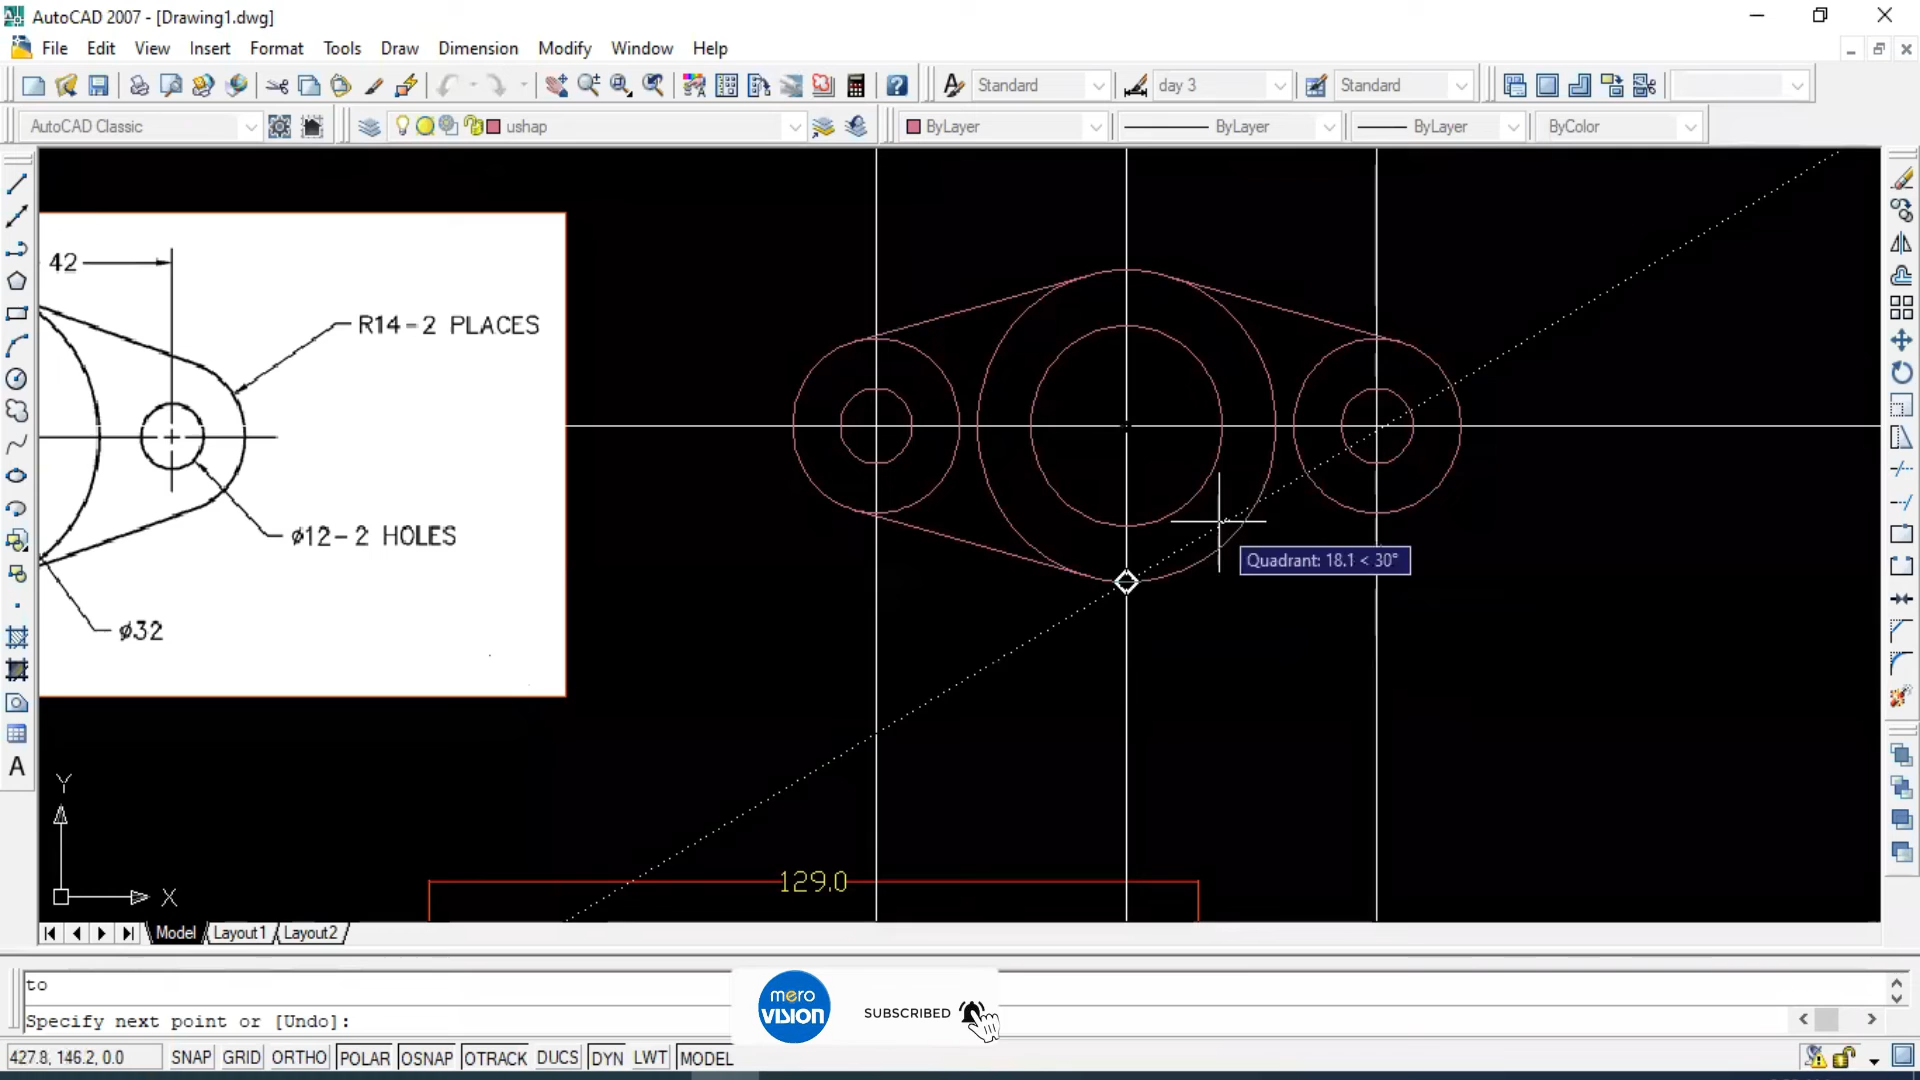 AutoCAD 2007 - [Drawing1.dwg]
File Edit View Insert Format Tools Draw Dimension Modify Window Help
Standard day 3 Standard
AutoCAD Classic ushap ByLayer ByLayer ByLayer ByColor
42
R14-2 PLACES
ø12-2 HOLES
ø32
Quadrant: 18.1 < 30°
129.0
Y
X
A
Model Layout1 Layout2
to
Specify next point or [Undo]:
mero
VISION
SUBSCRIBED
427.8, 146.2, 0.0 SNAP GRID ORTHO POLAR OSNAP OTRACK DUCS DYN LWT MODEL